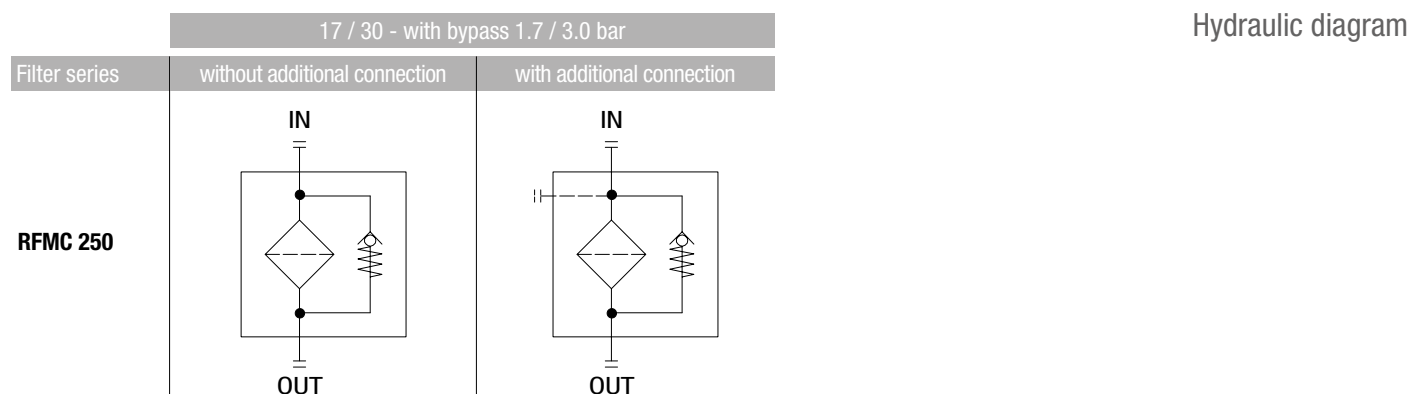 Hydraulic diagram
17 / 30 - with bypass 1.7 / 3.0 bar
Filter series without additional connection with additional connection
IN IN
RFMC 250
OUT OUT